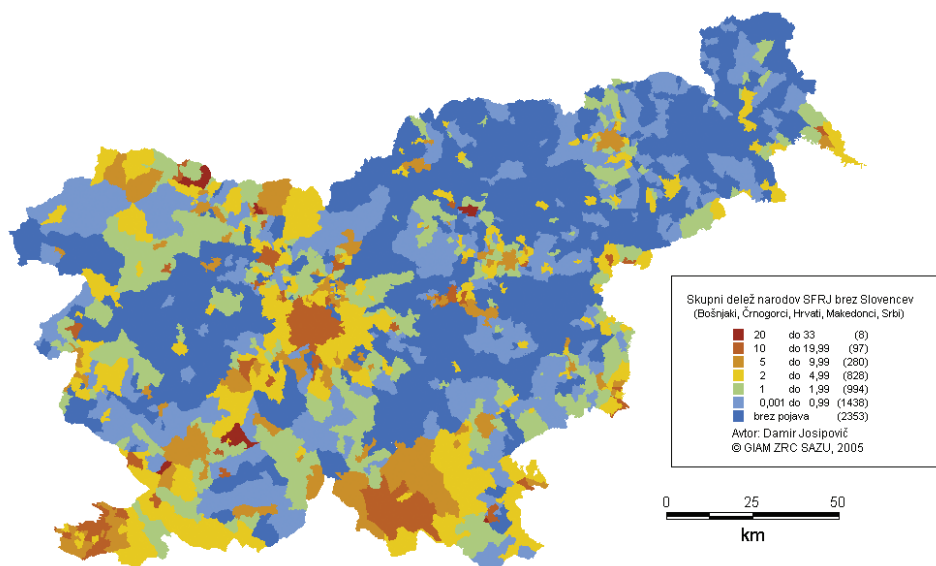 Skupni delež narodov SFRJ brez Slovencev
(Bošnjaki, Črnogorci, Hrvati, Makedonci, Srbi)
20 do 33 (8)
10 do 19,99 (97)
5 do 9,99 (280)
2 do 4,99 (828)
1 do 1,99 (994)
0,001 do 0,99 (1438)
brez pojava (2353)
Avtor: Damir Josipovič
© GIAM ZRC SAZU, 2005
0 25 50
km